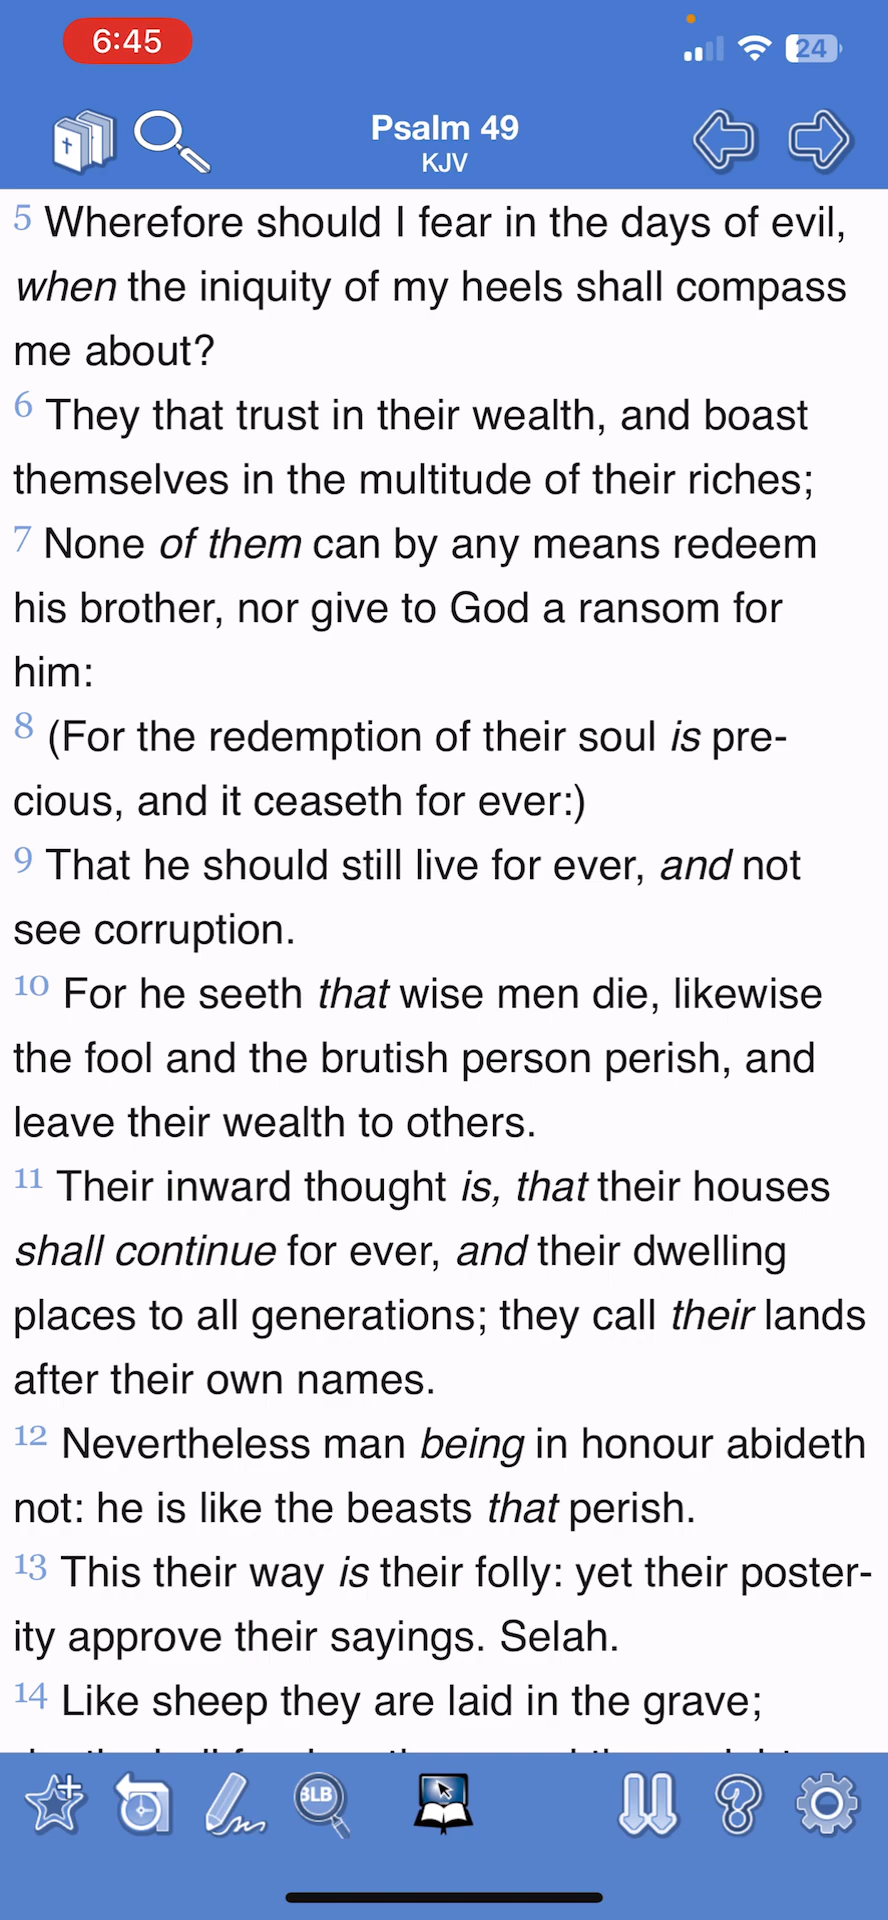 6:45
24
Psalm 49
KJV
5 Wherefore should I fear in the days of evil,
when the iniquity of my heels shall compass
me about?
6 They that trust in their wealth, and boast
themselves in the multitude of their riches;
7 None of them can by any means redeem
his brother, nor give to God a ransom for
him:
8 (For the redemption of their soul is pre-
cious, and it ceaseth for ever:)
9 That he should still live for ever, and not
see corruption.
10 For he seeth that wise men die, likewise
the fool and the brutish person perish, and
leave their wealth to others.
11 Their inward thought is, that their houses
shall continue for ever, and their dwelling
places to all generations; they call their lands
after their own names.
12 Nevertheless man being in honour abideth
not: he is like the beasts that perish.
13 This their way is their folly: yet their poster-
ity approve their sayings. Selah.
14 Like sheep they are laid in the grave;
BLB